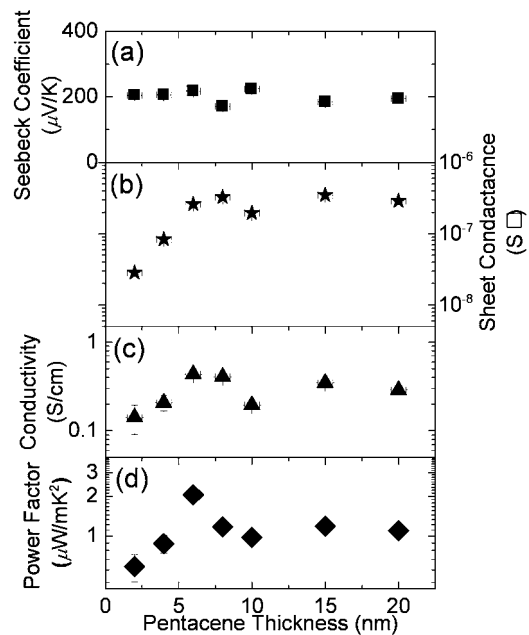 (a)
400
200
0
Seebeck Coefficient
(μV/K)
(b)
10⁻⁶
10⁻⁷
10⁻⁸
Sheet Condactacnce
(S □)
(c)
1
0.1
Conductivity
(S/cm)
(d)
3
2
1
Power Factor
(μW/mK²)
0 5 10 15 20
Pentacene Thickness (nm)